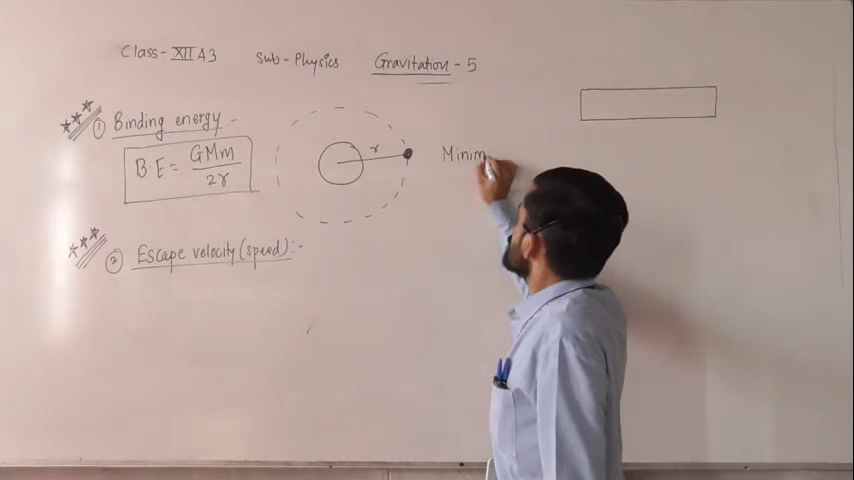 Class - XII A3 Sub - Physics Gravitation - 5
① Binding energy -
B·E = GMm / 2r
r
Minim
② Escape velocity (speed) :-